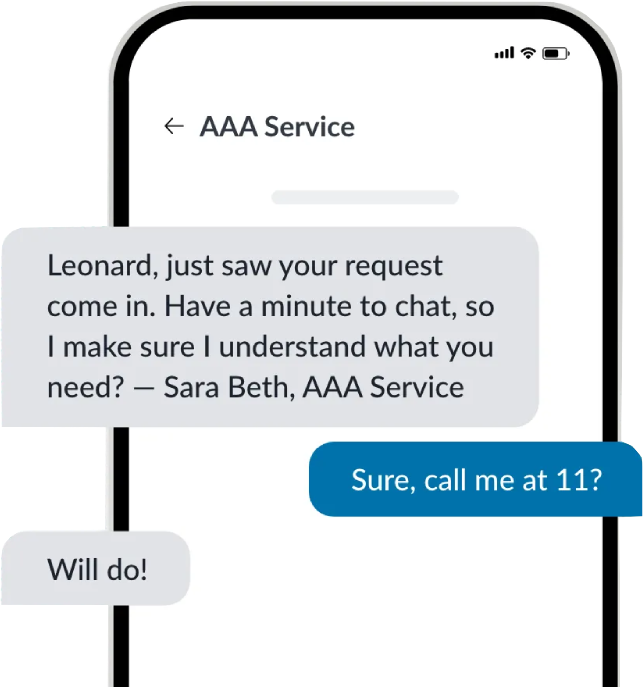 AAA Service
Leonard, just saw your request
come in. Have a minute to chat, so
I make sure I understand what you
need? — Sara Beth, AAA Service
Sure, call me at 11?
Will do!